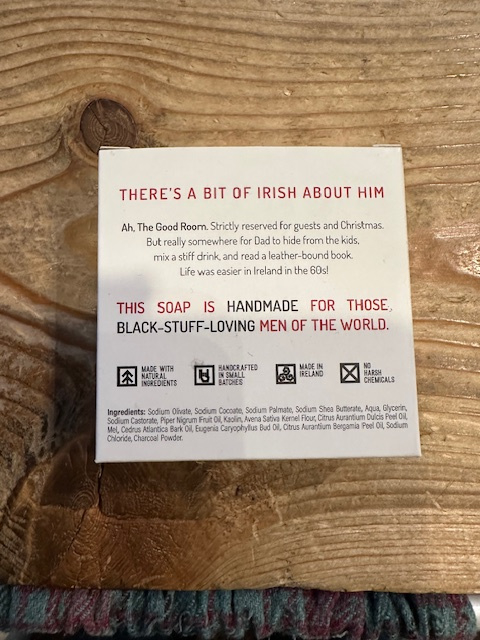 THERE'S A BIT OF IRISH ABOUT HIM
Ah, The Good Room. Strictly reserved for guests and Christmas.
But really somewhere for Dad to hide from the kids,
mix a stiff drink, and read a leather-bound book.
Life was easier in Ireland in the 60s!
THIS SOAP IS HANDMADE FOR THOSE
BLACK-STUFF-LOVING MEN OF THE WORLD.
MADE WITH
NATURAL
INGREDIENTS
HANDCRAFTED
IN SMALL
BATCHES
MADE IN
IRELAND
NO
HARSH
CHEMICALS
Ingredients: Sodium Olivate, Sodium Cocoate, Sodium Palmate, Sodium Shea Butterate, Aqua, Glycerin,
Sodium Castorate, Piper Nigrum Fruit Oil, Kaolin, Avena Sativa Kernel Flour, Citrus Aurantium Dulcis Peel Oil,
Mel, Cedrus Atlantica Bark Oil, Eugenia Caryophyllus Bud Oil, Citrus Aurantium Bergamia Peel Oil, Sodium
Chloride, Charcoal Powder.